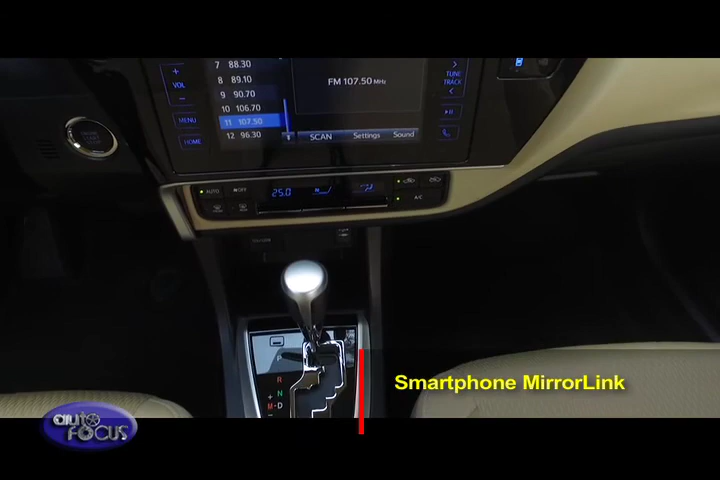 7 88.30
8 89.10
9 90.70
10 106.70
11 107.50
12 96.30
FM 107.50 MHz
SCAN
Settings
Sound
+
VOL
−
MENU
HOME
TUNE
TRACK
AUTO
OFF
25.0
A/C
P
R
N
+
M-D
−
Smartphone MirrorLink
auto
FOCUS